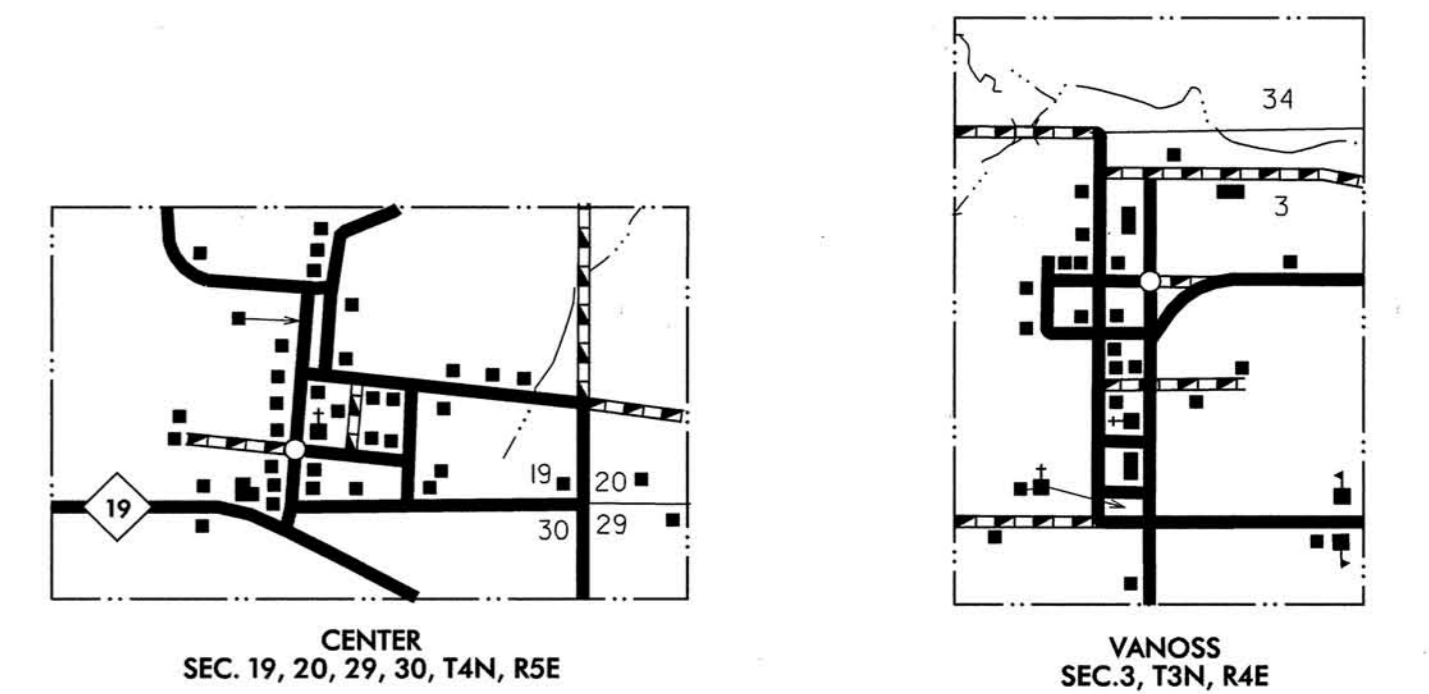 34
3
19
19
20
30
29
CENTER
SEC. 19, 20, 29, 30, T4N, R5E
VANOSS
SEC.3, T3N, R4E